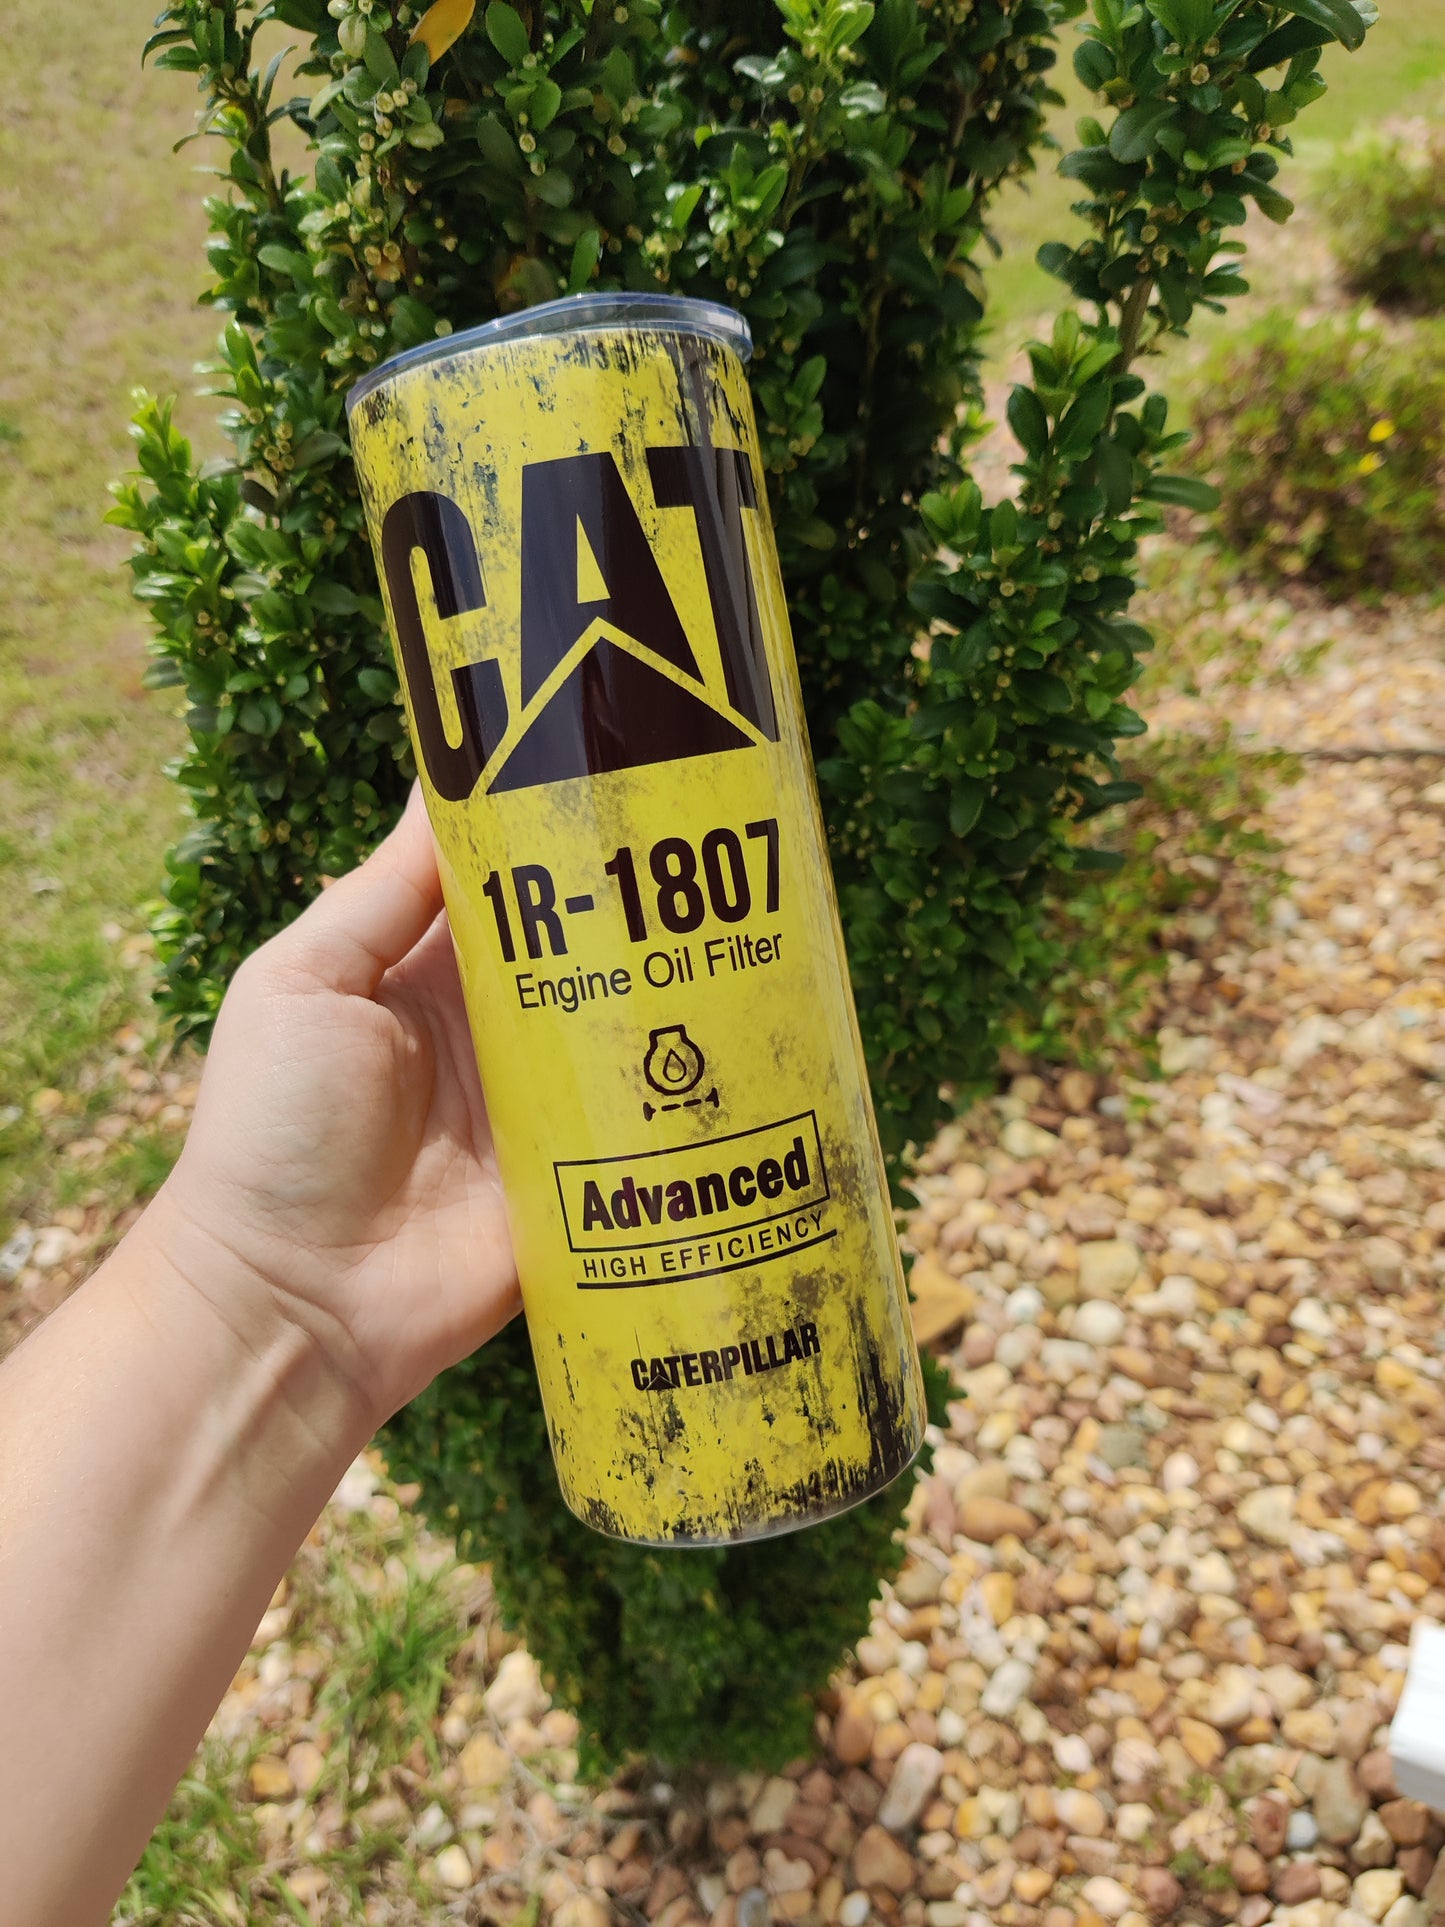 CAT
1R-1807
Engine Oil Filter
Advanced
HIGH EFFICIENCY
CATERPILLAR